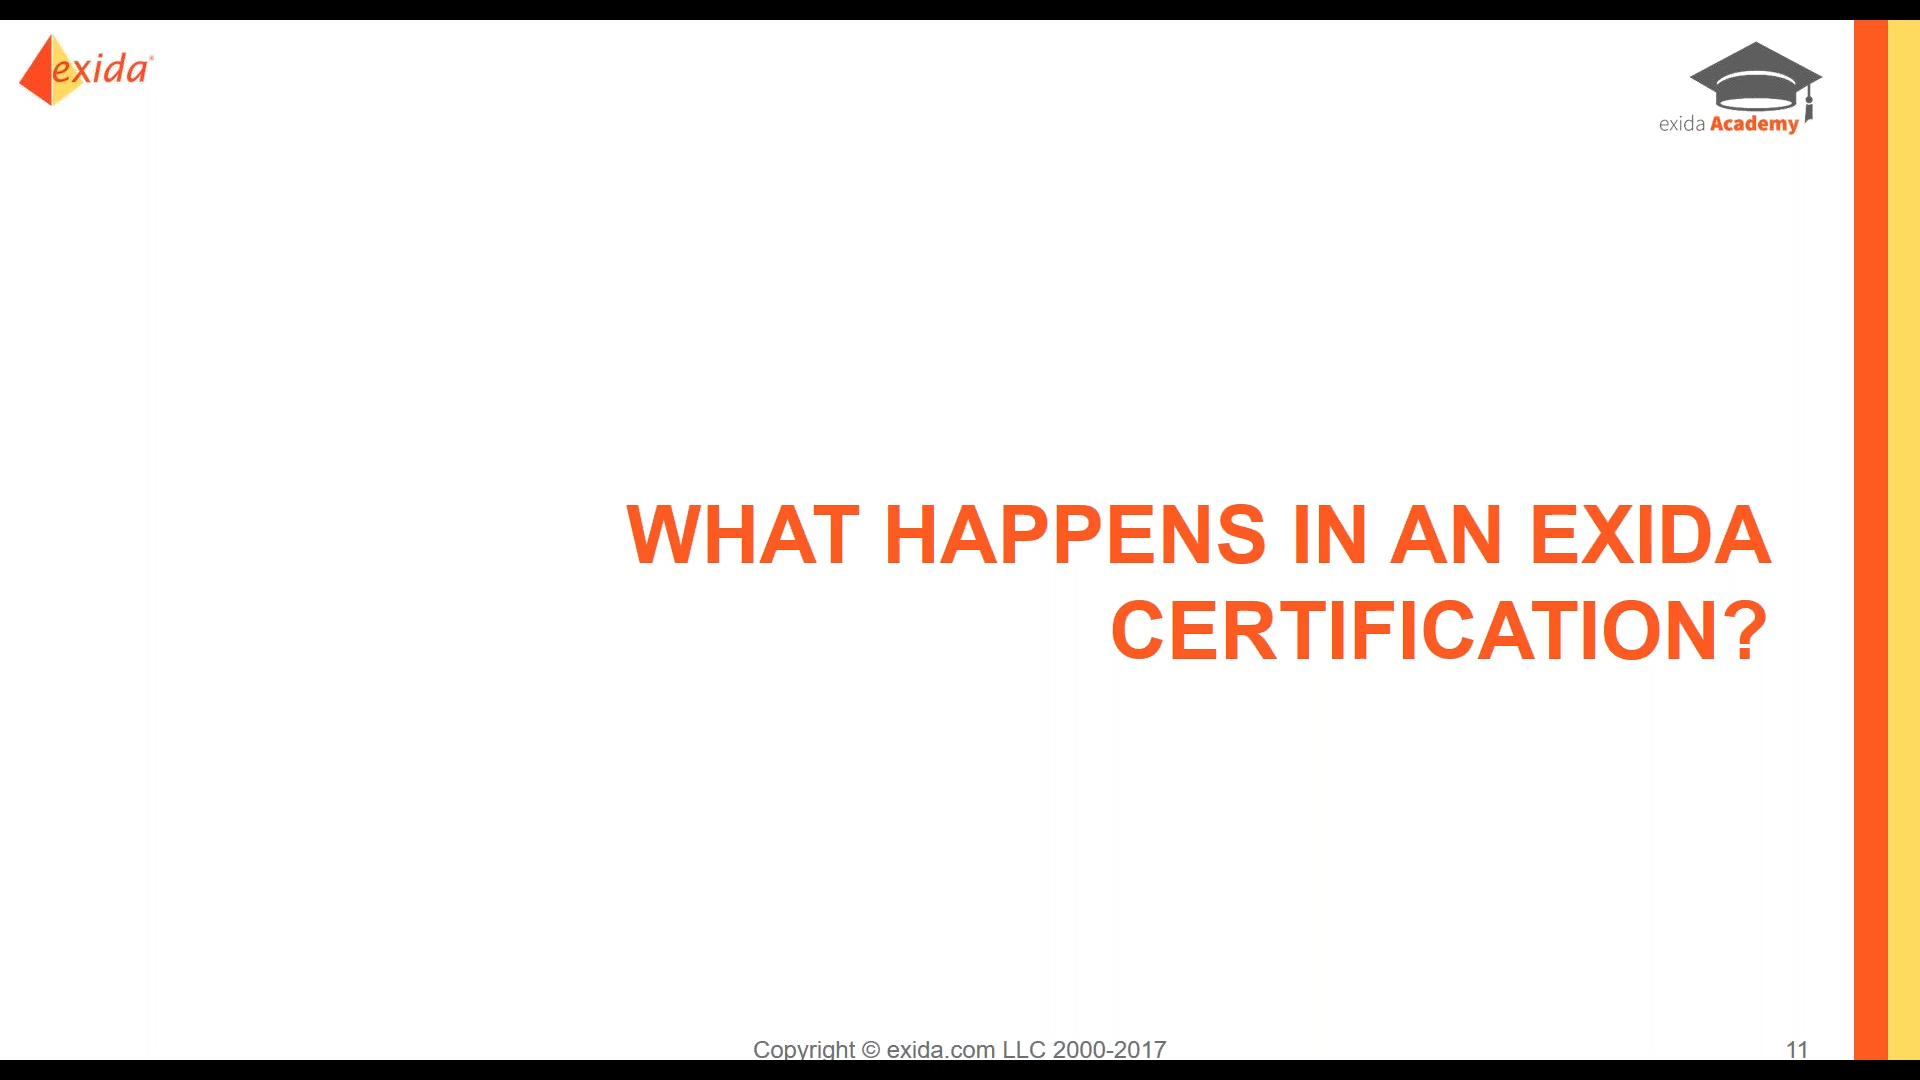 exida
exida Academy
WHAT HAPPENS IN AN EXIDA
CERTIFICATION?
Copyright © exida.com LLC 2000-2017
11